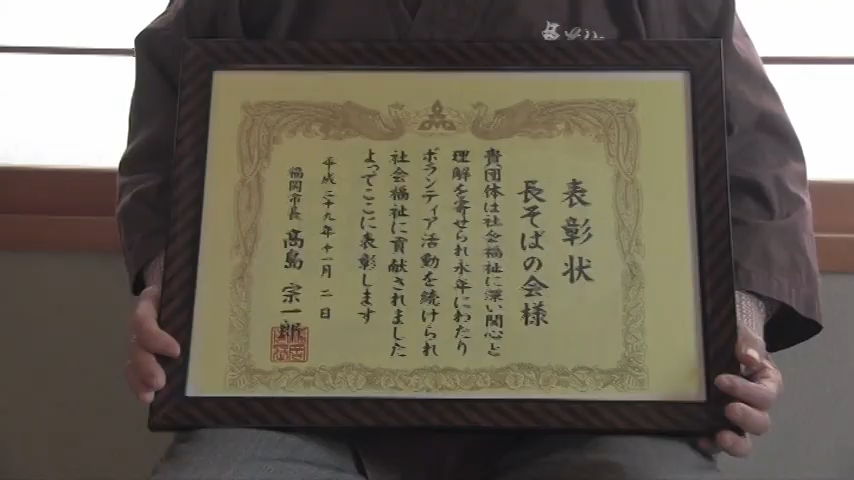 表彰状
長そばの会様
貴団体は社会福祉に深い関心と
理解を寄せられ永年にわたり
ボランティア活動を続けられ
社会福祉に貢献されました
よってここに表彰します
平成二十九年十一月二日
福岡市長 高島宗一郎